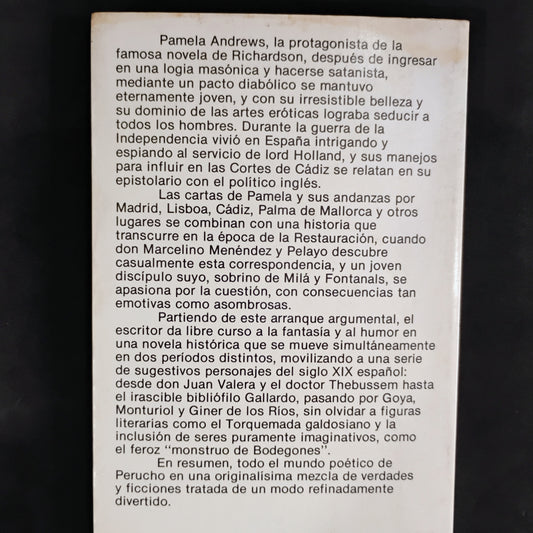 Pamela Andrews, la protagonista de la
famosa novela de Richardson, después de ingresar
en una logia masónica y hacerse satanista,
mediante un pacto diabólico se mantuvo
eternamente joven, y con su irresistible belleza y
su dominio de las artes eróticas lograba seducir a
todos los hombres. Durante la guerra de la
Independencia vivió en España intrigando y
espiando al servicio de lord Holland, y sus manejos
para influir en las Cortes de Cádiz se relatan en su
epistolario con el político inglés.
Las cartas de Pamela y sus andanzas por
Madrid, Lisboa, Cádiz, Palma de Mallorca y otros
lugares se combinan con una historia que
transcurre en la época de la Restauración, cuando
don Marcelino Menéndez y Pelayo descubre
casualmente esta correspondencia, y un joven
discípulo suyo, sobrino de Milá y Fontanals, se
apasiona por la cuestión, con consecuencias tan
emotivas como asombrosas.
Partiendo de este arranque argumental, el
escritor da libre curso a la fantasía y al humor en
una novela histórica que se mueve simultáneamente
en dos períodos distintos, movilizando a una serie
de sugestivos personajes del siglo XIX español:
desde don Juan Valera y el doctor Thebussem hasta
el irascible bibliófilo Gallardo, pasando por Goya,
Monturiol y Giner de los Ríos, sin olvidar a figuras
literarias como el Torquemada galdosiano y la
inclusión de seres puramente imaginativos, como
el feroz "monstruo de Bodegones".
En resumen, todo el mundo poético de
Perucho en una originalísima mezcla de verdades
y ficciones tratada de un modo refinadamente
divertido.